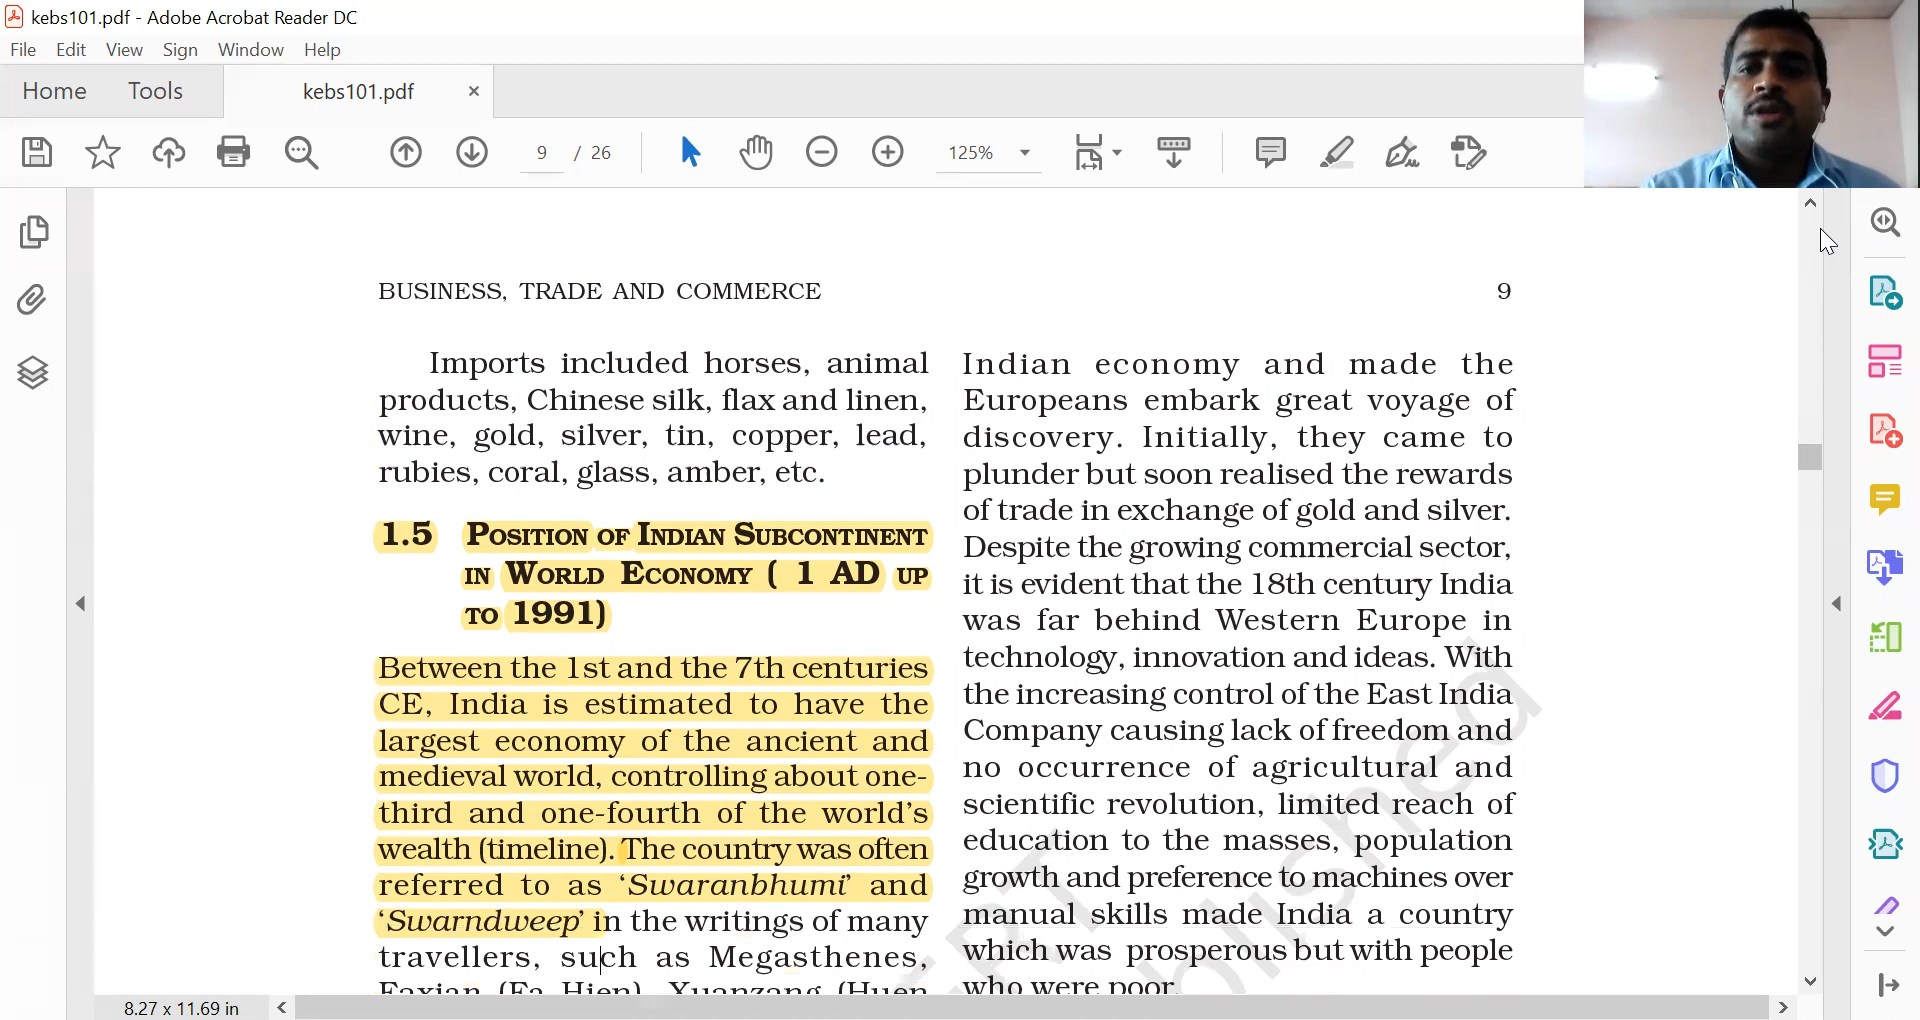 kebs101.pdf - Adobe Acrobat Reader DC
File Edit View Sign Window Help
Home Tools kebs101.pdf ×
9 / 26 125%
BUSINESS, TRADE AND COMMERCE 9
Imports included horses, animal
products, Chinese silk, flax and linen,
wine, gold, silver, tin, copper, lead,
rubies, coral, glass, amber, etc.
1.5 POSITION OF INDIAN SUBCONTINENT
IN WORLD ECONOMY ( 1 AD UP
TO 1991)
Between the 1st and the 7th centuries
CE, India is estimated to have the
largest economy of the ancient and
medieval world, controlling about one-
third and one-fourth of the world's
wealth (timeline). The country was often
referred to as 'Swaranbhumi' and
'Swarndweep' in the writings of many
travellers, such as Megasthenes,
Faxian (Fa Hien), Xuanzang (Huen
Indian economy and made the
Europeans embark great voyage of
discovery. Initially, they came to
plunder but soon realised the rewards
of trade in exchange of gold and silver.
Despite the growing commercial sector,
it is evident that the 18th century India
was far behind Western Europe in
technology, innovation and ideas. With
the increasing control of the East India
Company causing lack of freedom and
no occurrence of agricultural and
scientific revolution, limited reach of
education to the masses, population
growth and preference to machines over
manual skills made India a country
which was prosperous but with people
who were poor.
8.27 x 11.69 in